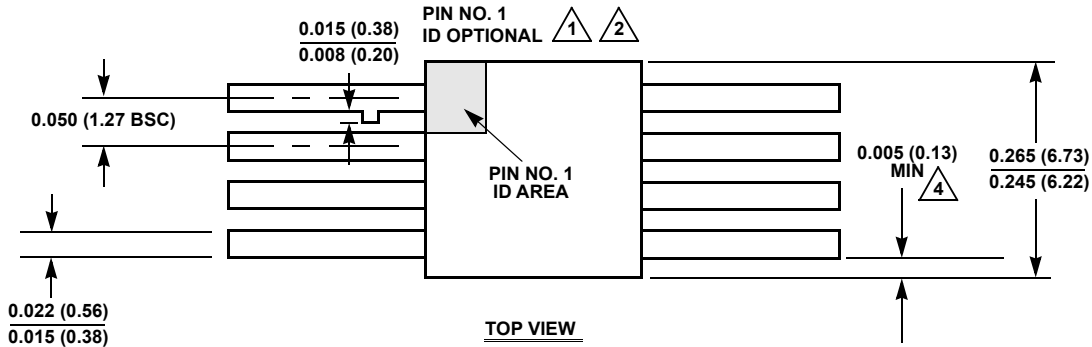 PIN NO. 1
ID OPTIONAL 1 2
0.015 (0.38)
0.008 (0.20)
0.050 (1.27 BSC)
PIN NO. 1
ID AREA
0.005 (0.13)
MIN 4
0.265 (6.73)
0.245 (6.22)
0.022 (0.56)
0.015 (0.38)
TOP VIEW